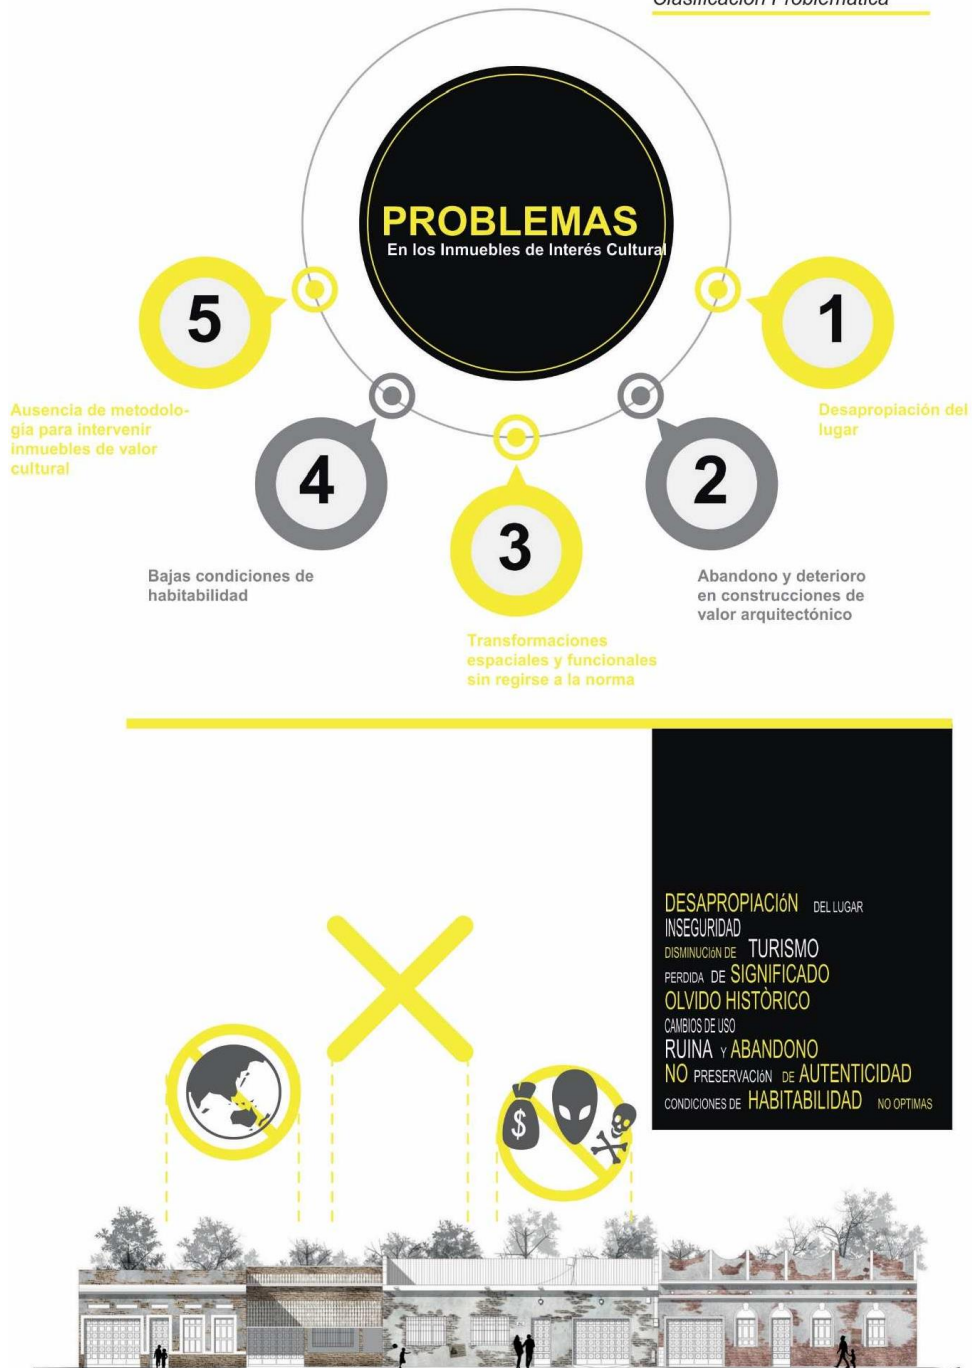 Clasificación Problemática
PROBLEMAS
En los Inmuebles de Interés Cultural
5
1
Ausencia de metodolo-
gía para intervenir
inmuebles de valor
cultural
Desapropiación del
lugar
4
2
3
Bajas condiciones de
habitabilidad
Abandono y deterioro
en construcciones de
valor arquitectónico
Transformaciones
espaciales y funcionales
sin regirse a la norma
DESAPROPIACIóN DEL LUGAR
INSEGURIDAD
DISMINUCIóN DE TURISMO
PERDIDA DE SIGNIFICADO
OLVIDO HISTÒRICO
CAMBIOS DE USO
RUINA Y ABANDONO
NO PRESERVACIóN DE AUTENTICIDAD
CONDICIONES DE HABITABILIDAD NO OPTIMAS
$